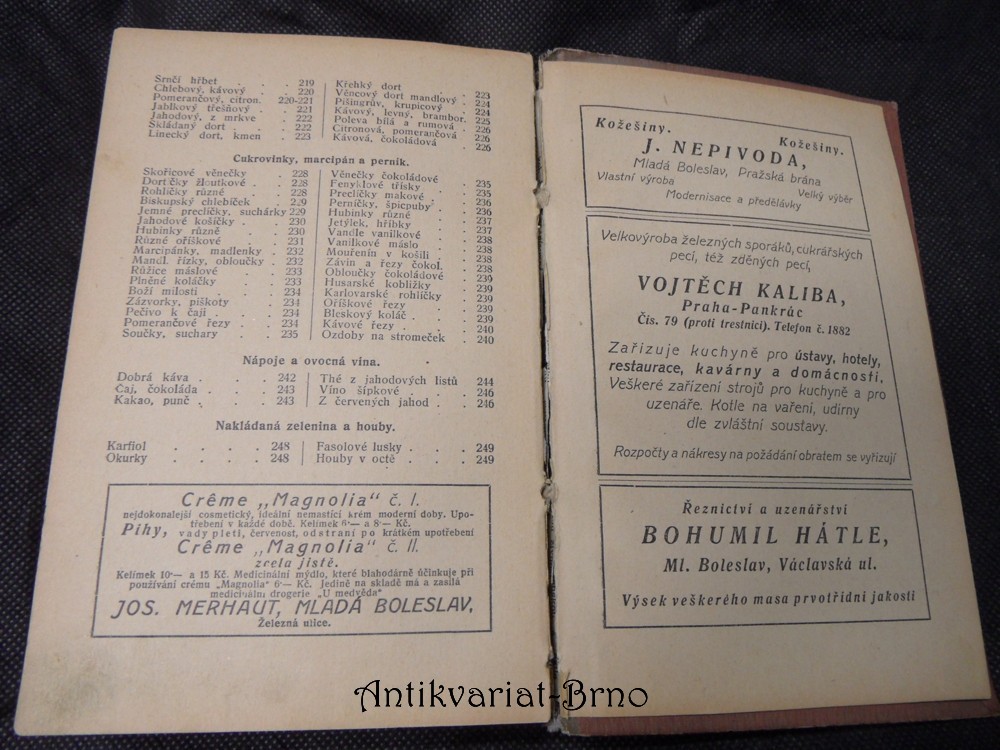 Srnčí hřbet . . . 219
Chlebový, kávový . . 220
Pomerančový, citron. 220-221
Jablkový třešňový . . 221
Jahodový, z mrkve . . 222
Skládaný dort . . . 222
Linecký dort, kmen . . 223
Křehký dort
Věncový dort mandlový . . 223
Pišingrův, krupicový . . 224
Kávový, levný, brambor. 225
Poleva bílá a rumová . . 226
Citronová, pomerančová . 226
Kávová, čokoládová . . 226
Cukrovinky, marcipán a perník.
Skořicové věnečky . . 228
Dortíčky žloutkové . . 228
Rohlíčky různé . . 228
Biskupský chlebíček . . 229
Jemné preclíčky, suchárky 229
Jahodové košíčky . . 230
Hubinky různé . . 230
Různé oříškové . . 231
Marcipánky, madlenky . 232
Mandl. řízky, obloučky . 232
Růžice máslové . . 233
Plněné koláčky . . 233
Boží milosti . . . 234
Zázvorky, piškoty . . 234
Pečivo k čaji . . . 234
Pomerančové řezy . . 234
Součky, suchary . . 235
Věnečky čokoládové
Fenyklové třísky . . 235
Preclíčky makové . . 235
Perníčky, špicpuby . . 236
Hubinky různé . . 236
Jetýlek, hříbky . . 237
Vandle vanilkové . . 237
Vanilkové máslo . . 238
Mouřenín v košili . . 238
Závin a řezy čokol. . 238
Obloučky čokoládové . 238
Husarské kobližky . . 239
Karlovarské rohlíčky . 239
Oříškové řezy . . 239
Bleskový koláč . . 239
Kávové řezy . . . 240
Ozdoby na stromeček . 240
Nápoje a ovocná vína.
Dobrá káva . . . . 242
Čaj, čokoláda . . . 243
Kakao, punč . . . 243
Thé z jahodových listů 244
Víno šípkové . . . 246
Z červených jahod . . 246
Nakládaná zelenina a houby.
Karfiol . . . . 248
Okurky . . . . 248
Fasolové lusky . . . 249
Houby v octě . . . 249
Crême „Magnolia" č. I.
nejdokonalejší cosmetický, ideální nemastící krém moderní doby. Upo-
třebení v každé době. Kelímek 6·— a 8·— Kč.
Pihy, vady pleti, červenost, odstraní po krátkém upotřebení
Crême „Magnolia" č. II.
zcela jistě.
Kelímek 10·— a 15 Kč. Medicinální mýdlo, které blahodárně účinkuje při
používání crému „Magnolia" 6·— Kč. Jedině na skladě má a zasílá
medicinální drogerie „U medvěda"
JOS. MERHAUT, MLADÁ BOLESLAV,
Železná ulice.
Kožešiny. Kožešiny.
J. NEPIVODA,
Mladá Boleslav, Pražská brána
Vlastní výroba Velký výběr
Modernisace a předělávky
Velkovýroba železných sporáků, cukrářských
pecí, též zděných pecí,
VOJTĚCH KALIBA,
Praha-Pankrác
Čis. 79 (proti trestnici). Telefon č. 1882
Zařizuje kuchyně pro ústavy, hotely,
restaurace, kavárny a domácnosti,
Veškeré zařízení strojů pro kuchyně a pro
uzenáře. Kotle na vaření, udírny
dle zvláštní soustavy.
Rozpočty a nákresy na požádání obratem se vyřizují
Řeznictví a uzenářství
BOHUMIL HÁTLE,
Ml. Boleslav, Václavská ul.
Výsek veškerého masa prvotřídní jakosti
Antikvariat-Brno